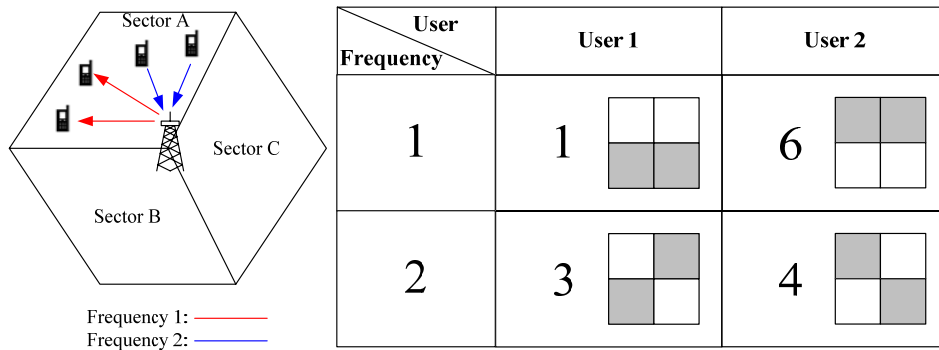 Sector A
Sector C
Sector B
Frequency 1:
Frequency 2:
User
Frequency
User 1
User 2
1
1
6
2
3
4